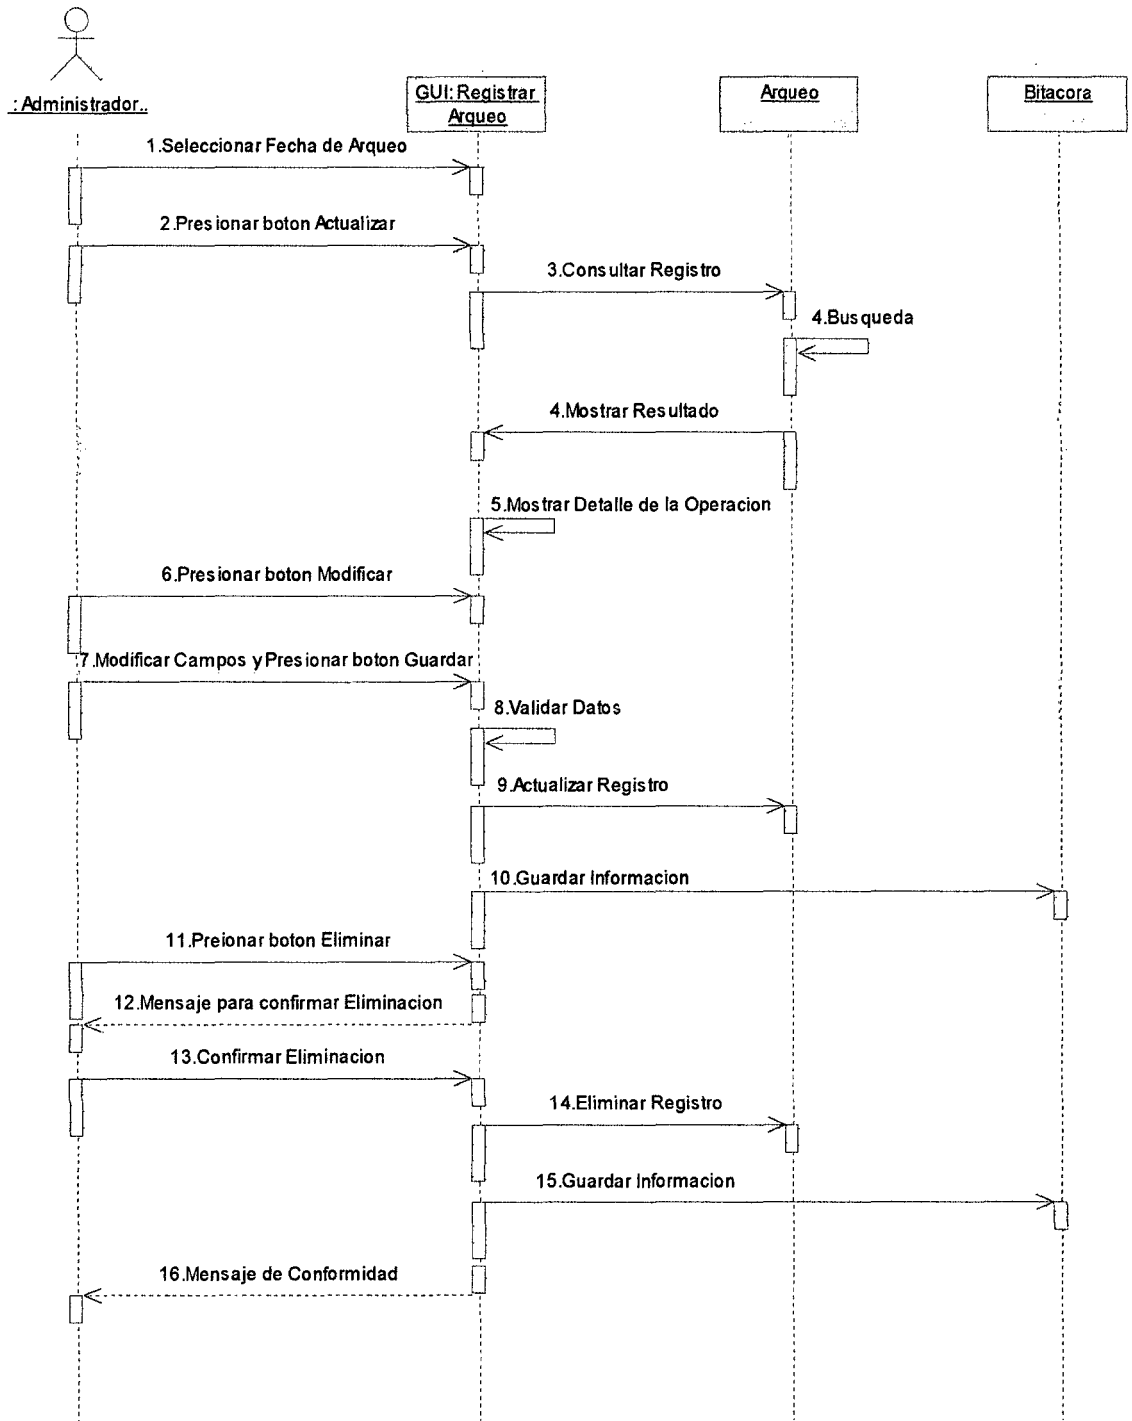 : Administrador..
GUI: Registrar
Arqueo
Arqueo
Bitacora
1.Seleccionar Fecha de Arqueo
2.Presionar boton Actualizar
3.Consultar Registro
4.Busqueda
4.Mostrar Resultado
5.Mostrar Detalle de la Operacion
6.Presionar boton Modificar
7.Modificar Campos y Presionar boton Guardar
8.Validar Datos
9.Actualizar Registro
10.Guardar Informacion
11.Preionar boton Eliminar
12.Mensaje para confirmar Eliminacion
13.Confirmar Eliminacion
14.Eliminar Registro
15.Guardar Informacion
16.Mensaje de Conformidad